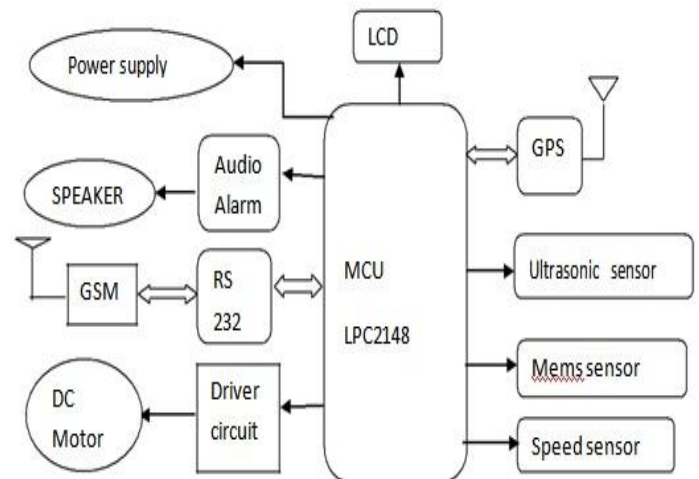 LCD
Power supply
GPS
Audio
Alarm
SPEAKER
MCU
LPC2148
Ultrasonic sensor
GSM
RS
232
Mems sensor
DC
Motor
Driver
circuit
Speed sensor